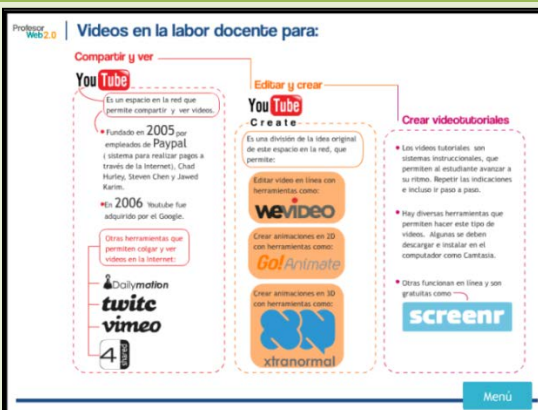 Profesor
Web2.0
Videos en la labor docente para:
Compartir y ver
YouTube
Es un espacio en la red que
permite compartir y ver videos.
Fundado en 2005 por
empleados de Paypal
( sistema para realizar pagos a
través de la Internet), Chad
Hurley, Steven Chen y Jawed
Karim.
En 2006 Youtube fue
adquirido por el Google.
Otras herramientas que
permiten colgar y ver
videos en la Internet:
Dailymotion
twitc
vimeo
4
shared
Editar y crear
YouTube
Create
Es una división de la idea original
de este espacio en la red, que
permite:
Editar video en línea con
herramientas como:
wevideo
Crear animaciones en 2D
con herramientas como:
Go!Animate
Crear animaciones en 3D
con herramientas como:
xtranormal
Crear videotutoriales
Los videos tutoriales son
sistemas instruccionales, que
permiten al estudiante avanzar a
su ritmo. Repetir las indicaciones
e incluso ir paso a paso.
Hay diversas herramientas que
permiten hacer este tipo de
videos. Algunas se deben
descargar e instalar en el
computador como Camtasia.
Otras funcionan en línea y son
gratuitas como
screenr
Menú